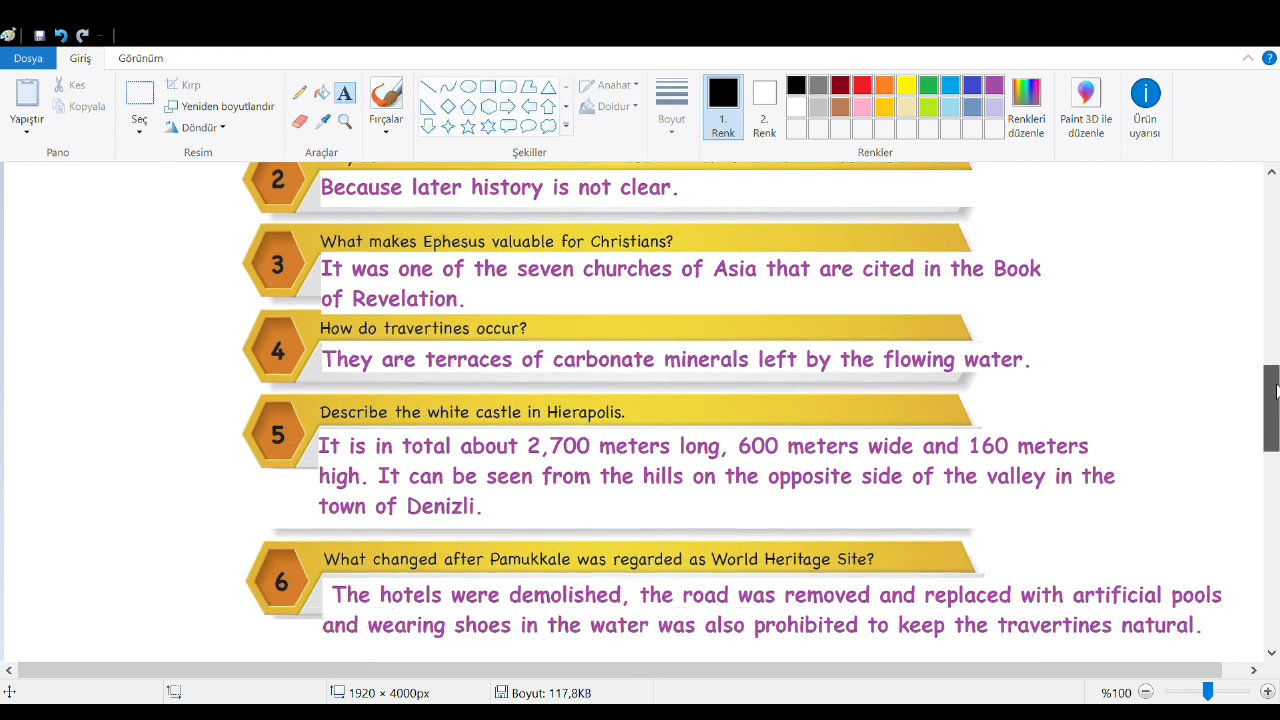 Dosya Giriş Görünüm
Yapıştır
Kes
Kopyala
Pano
Seç
Kırp
Yeniden boyutlandır
Döndür
Resim
A
Araçlar
Fırçalar
Şekiller
Anahat
Doldur
Boyut
1.
Renk
2.
Renk
Renkleri
düzenle
Renkler
Paint 3D ile
düzenle
Ürün
uyarısı
2
Because later history is not clear.
3
What makes Ephesus valuable for Christians?
It was one of the seven churches of Asia that are cited in the Book
of Revelation.
4
How do travertines occur?
They are terraces of carbonate minerals left by the flowing water.
5
Describe the white castle in Hierapolis.
It is in total about 2,700 meters long, 600 meters wide and 160 meters
high. It can be seen from the hills on the opposite side of the valley in the
town of Denizli.
6
What changed after Pamukkale was regarded as World Heritage Site?
The hotels were demolished, the road was removed and replaced with artificial pools
and wearing shoes in the water was also prohibited to keep the travertines natural.
1920 × 4000px
Boyut: 117,8KB
%100